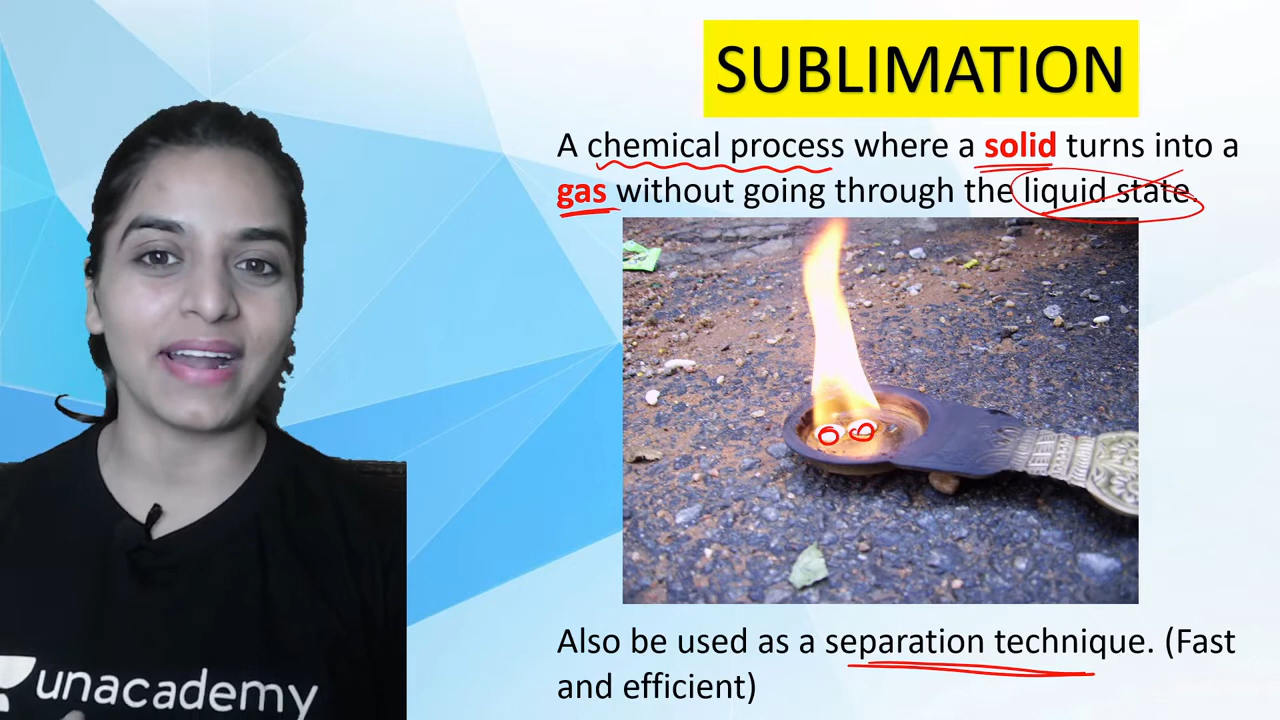 SUBLIMATION
A chemical process where a solid turns into a
gas without going through the liquid state.
Also be used as a separation technique. (Fast
and efficient)
unacademy